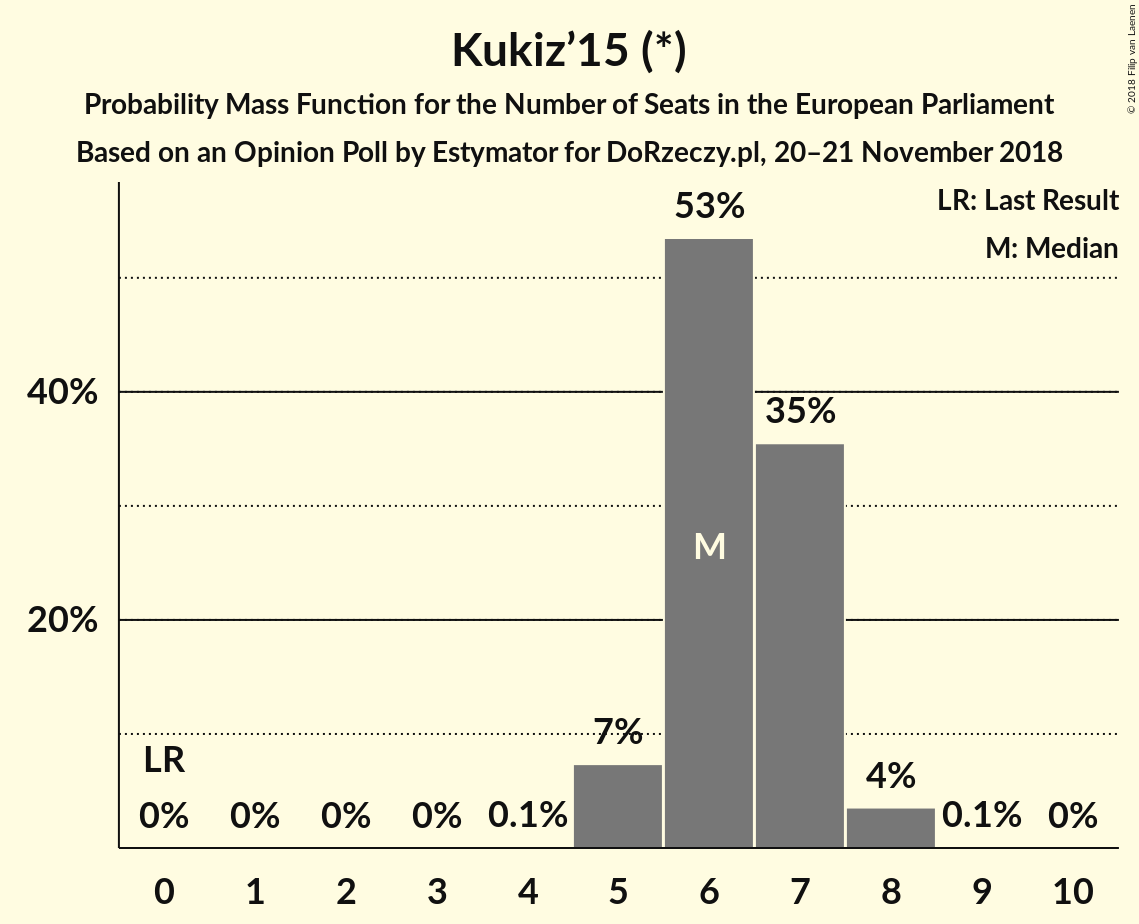 Kukiz’15 (*)
Probability Mass Function for the Number of Seats in the European Parliament
Based on an Opinion Poll by Estymator for DoRzeczy.pl, 20–21 November 2018
© 2018 Filip van Laenen
LR: Last Result
M: Median
53%
40%
35%
M
20%
7%
LR
4%
0% 0% 0% 0% 0.1% 0.1% 0%
0 1 2 3 4 5 6 7 8 9 10